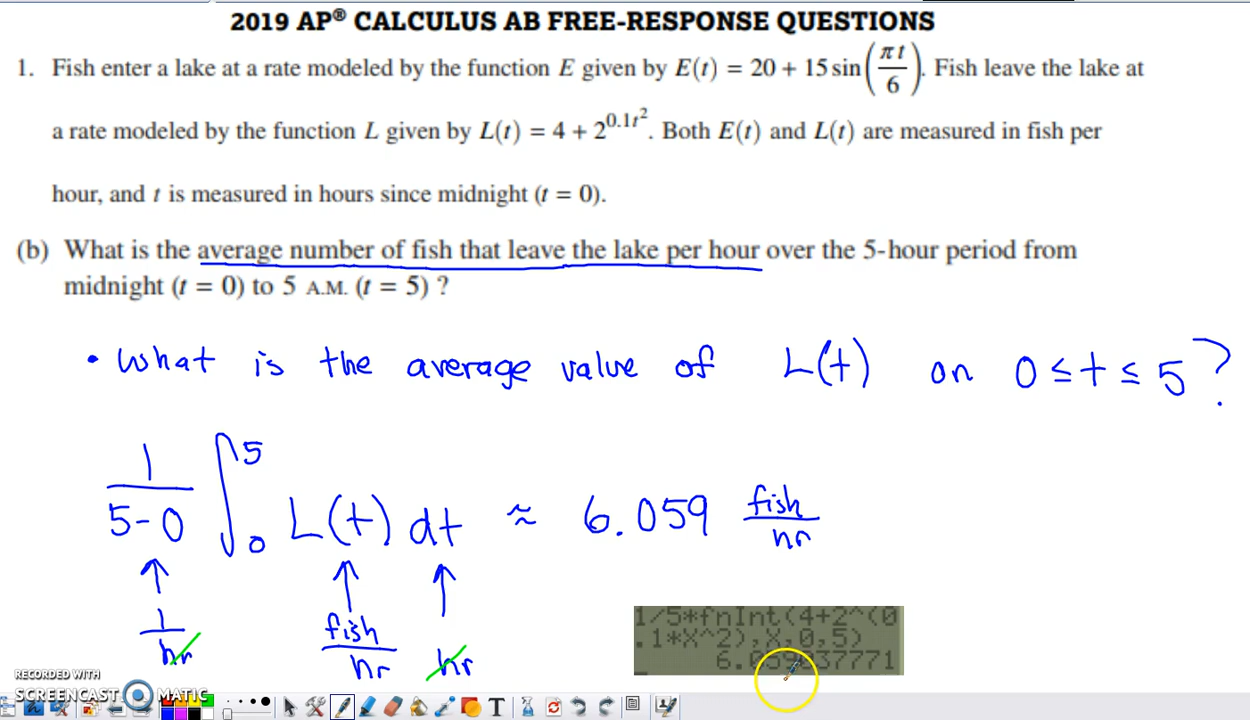 2019 AP® CALCULUS AB FREE-RESPONSE QUESTIONS
1. Fish enter a lake at a rate modeled by the function E given by E(t) = 20 + 15 sin(πt/6). Fish leave the lake at
a rate modeled by the function L given by L(t) = 4 + 2^(0.1t²). Both E(t) and L(t) are measured in fish per
hour, and t is measured in hours since midnight (t = 0).
(b) What is the average number of fish that leave the lake per hour over the 5-hour period from
midnight (t = 0) to 5 A.M. (t = 5) ?
• What is the average value of L(t) on 0 ≤ t ≤ 5?
1/(5-0) ∫₀⁵ L(t) dt ≈ 6.059 fish/hr
1/hr fish/hr hr
1/5*fnInt(4+2^(0
.1*X^2),X,0,5)
6.059037771
RECORDED WITH
SCREENCAST MATIC